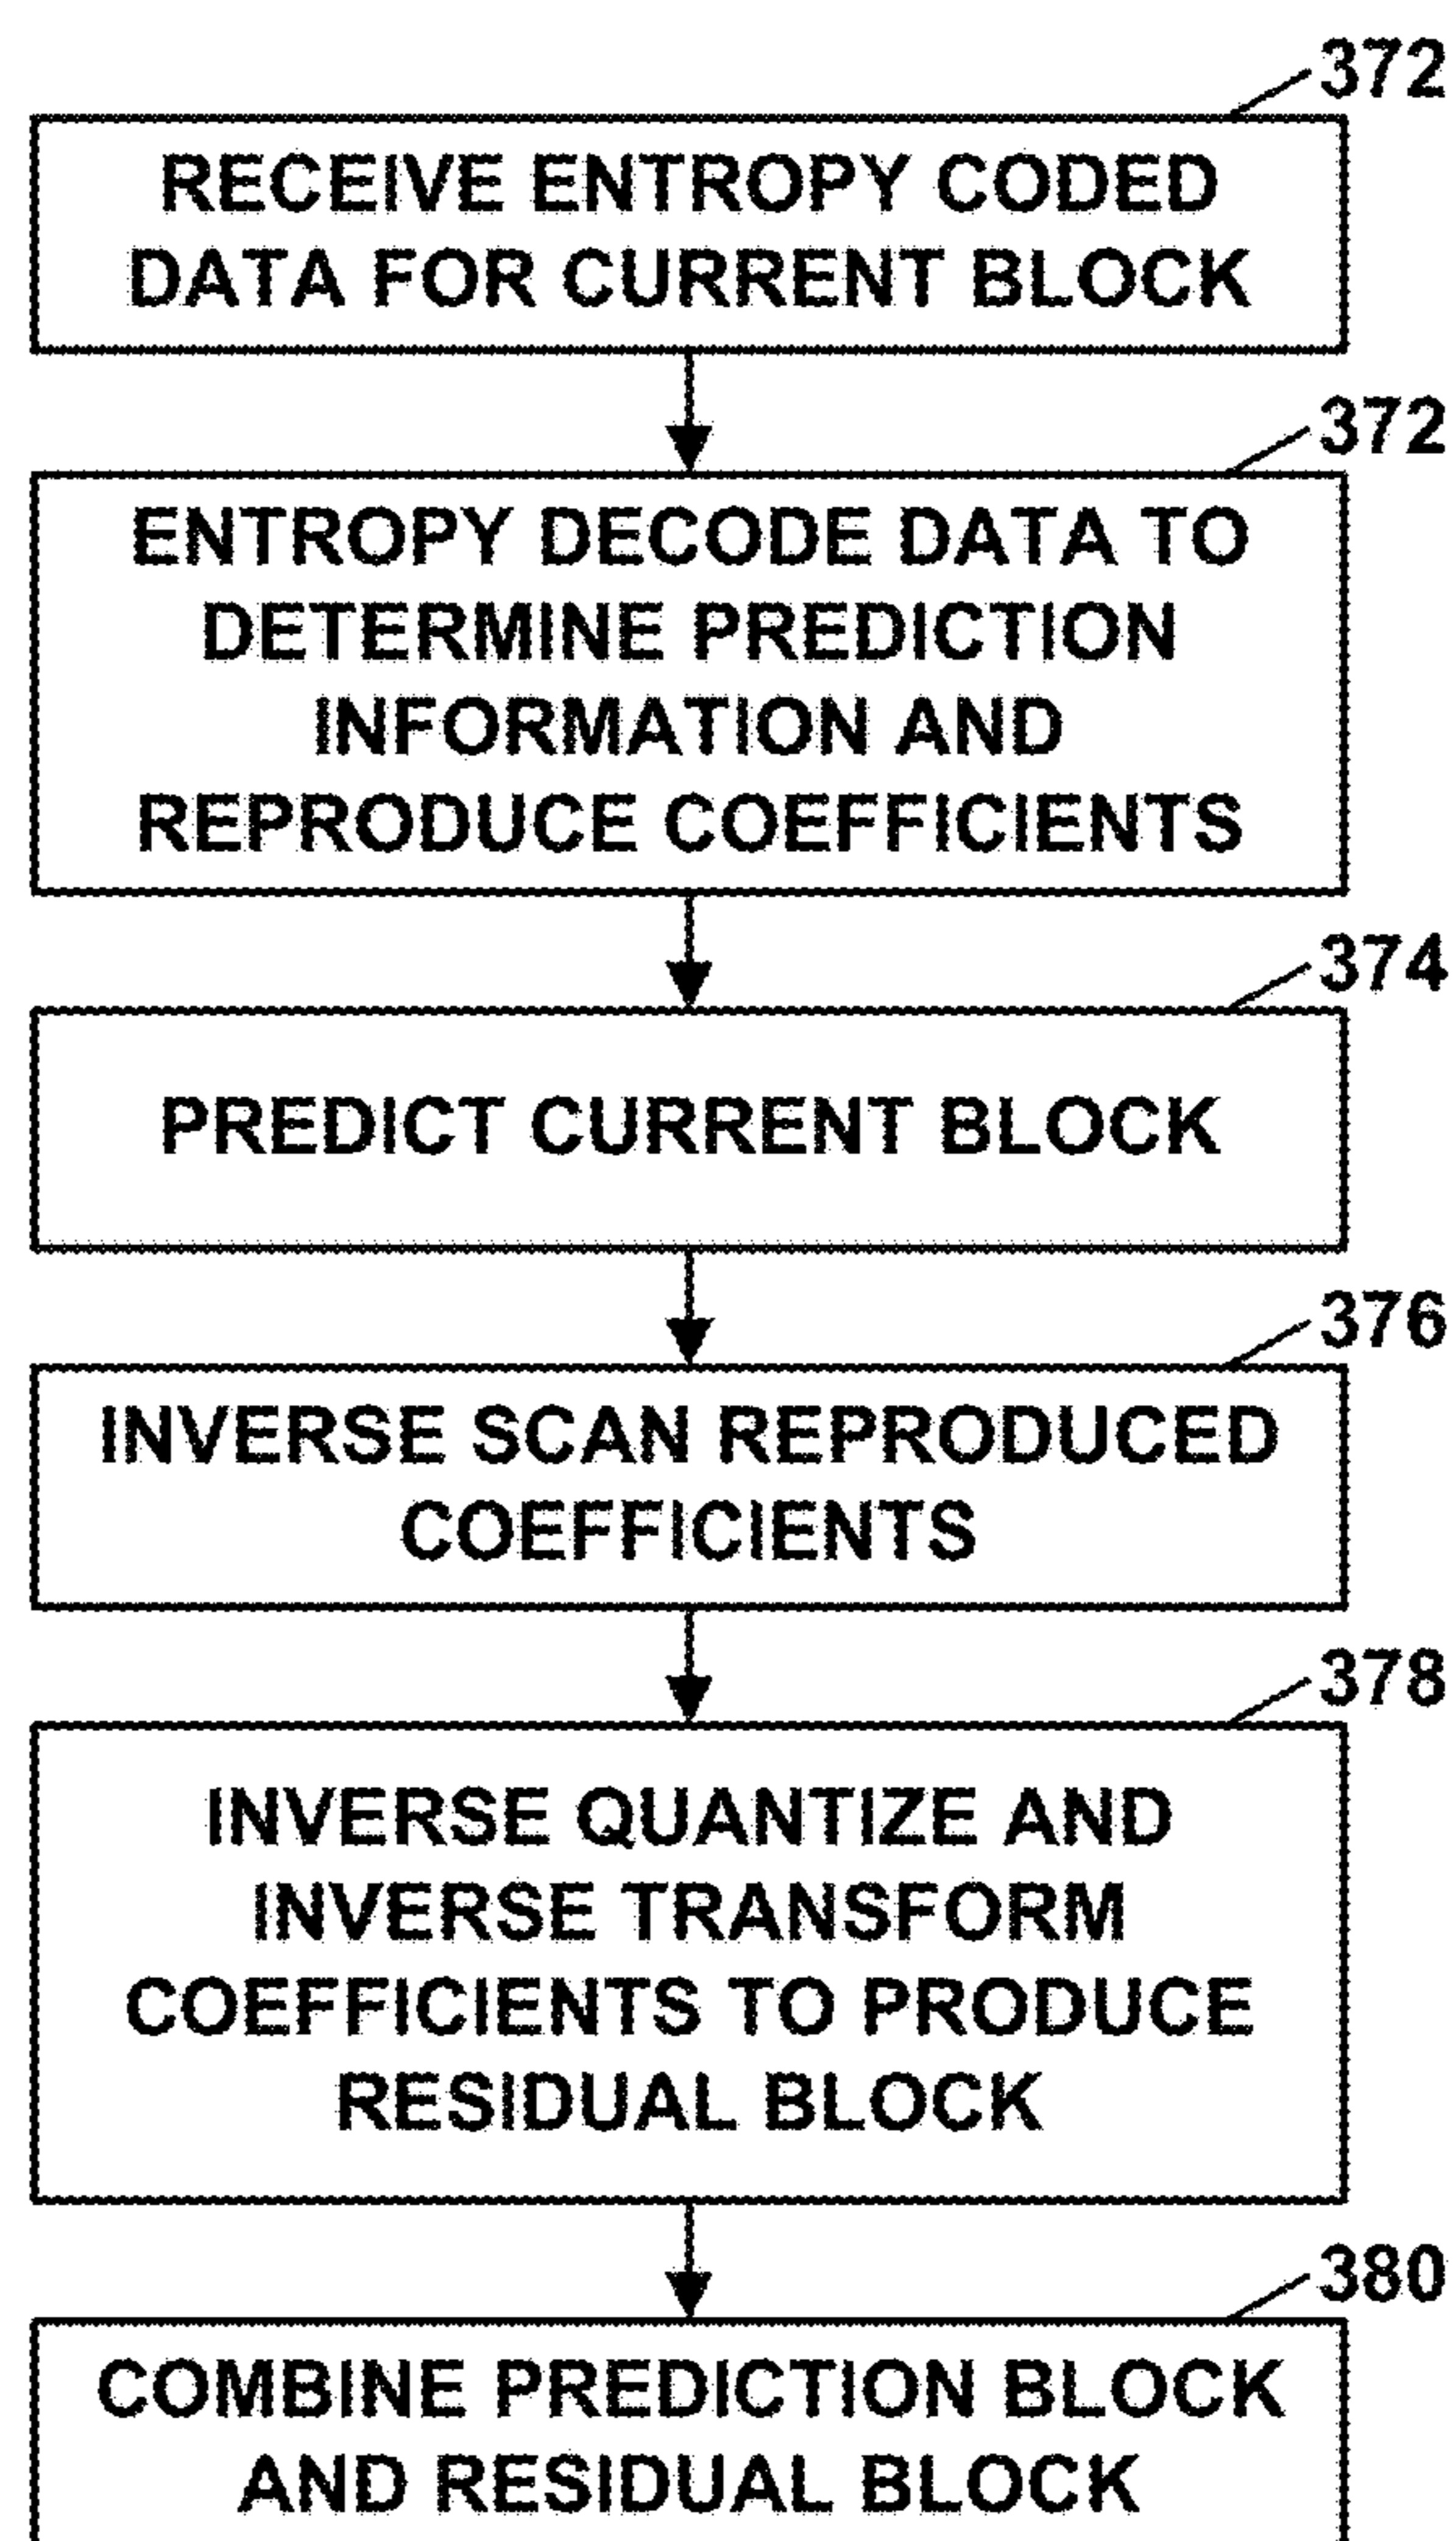 372
RECEIVE ENTROPY CODED
DATA FOR CURRENT BLOCK
372
ENTROPY DECODE DATA TO
DETERMINE PREDICTION
INFORMATION AND
REPRODUCE COEFFICIENTS
374
PREDICT CURRENT BLOCK
376
INVERSE SCAN REPRODUCED
COEFFICIENTS
378
INVERSE QUANTIZE AND
INVERSE TRANSFORM
COEFFICIENTS TO PRODUCE
RESIDUAL BLOCK
380
COMBINE PREDICTION BLOCK
AND RESIDUAL BLOCK